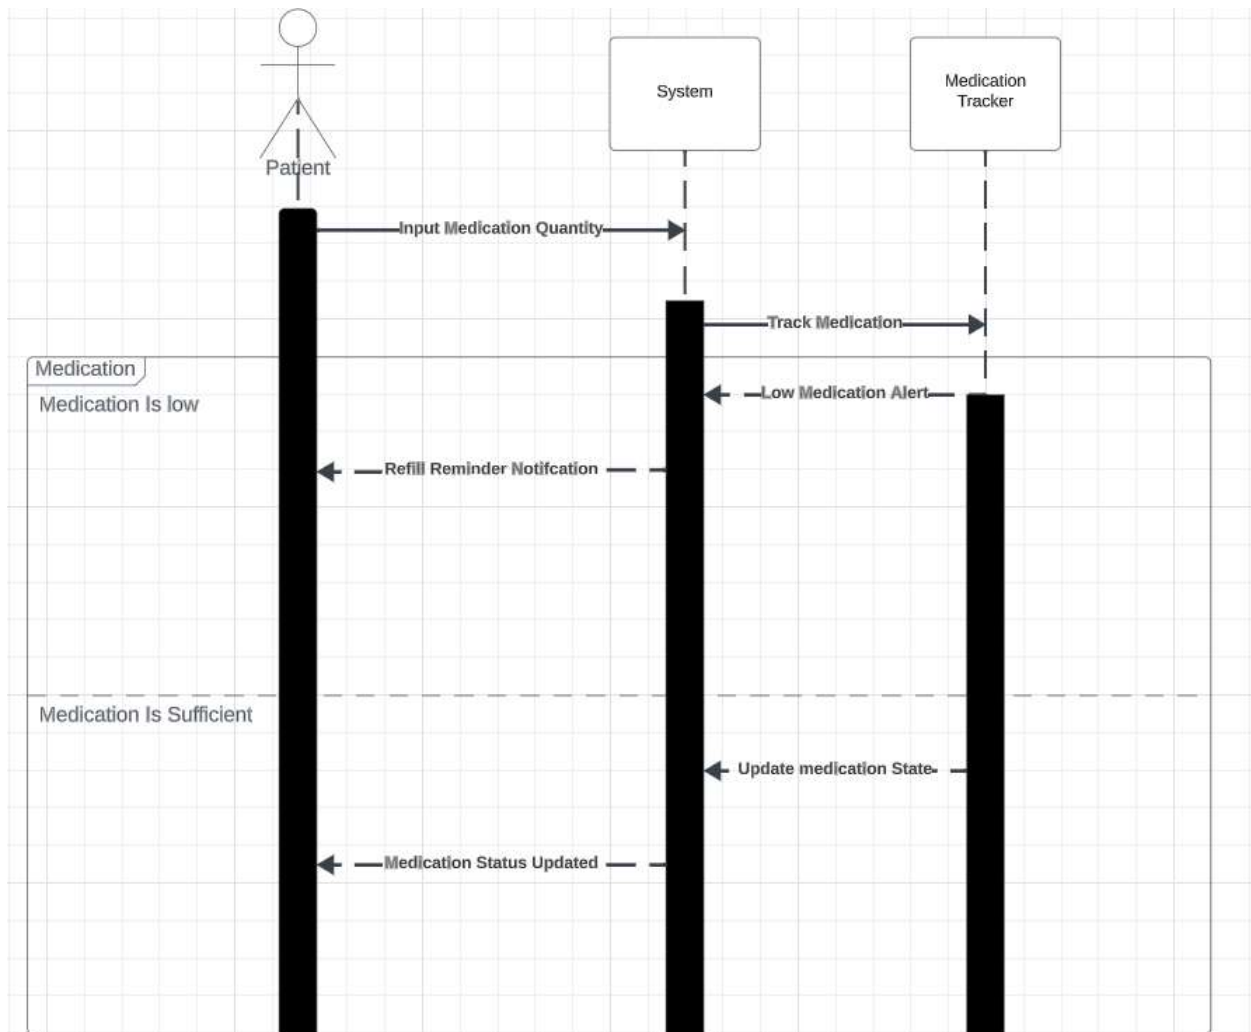 System
Medication
Tracker
Patient
Input Medication Quantity
Track Medication
Medication
Medication Is low
Low Medication Alert
Refill Reminder Notifcation
Medication Is Sufficient
Update medication State
Medication Status Updated